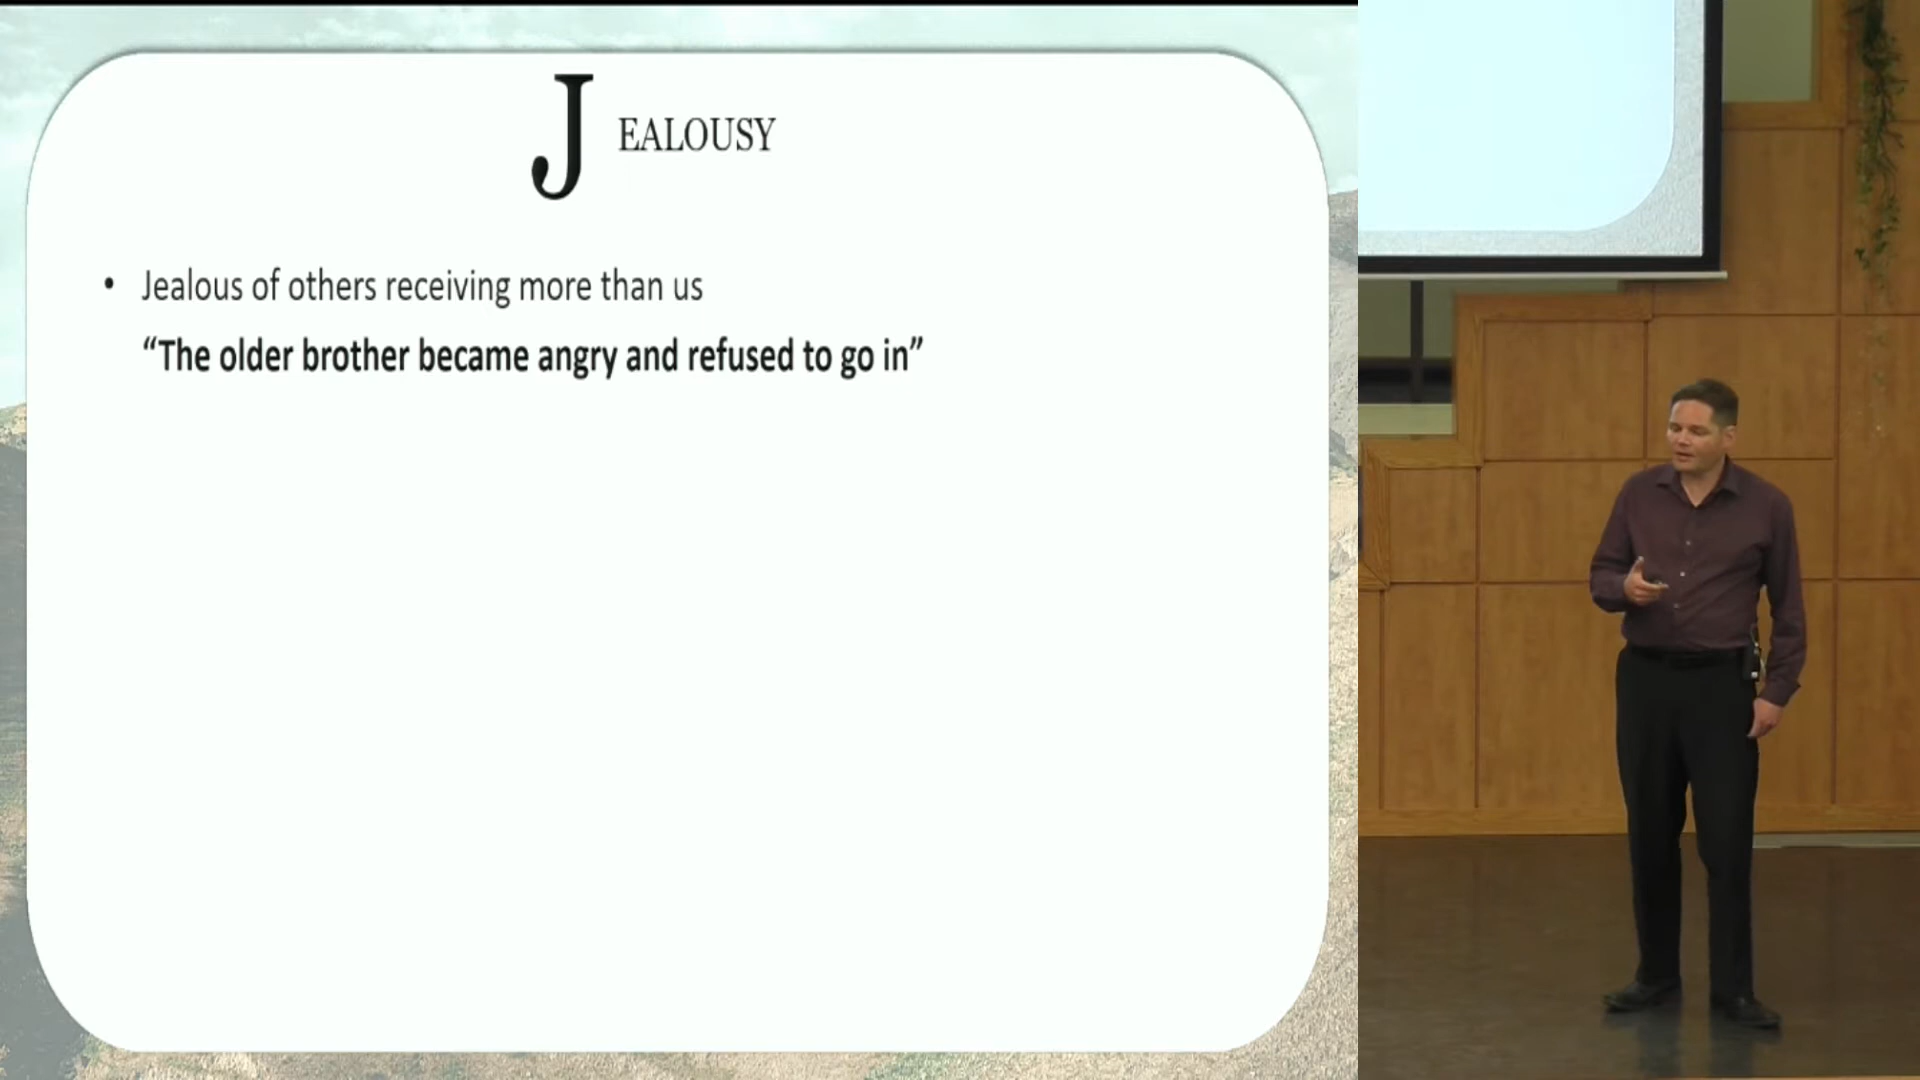 JEALOUSY
• Jealous of others receiving more than us
“The older brother became angry and refused to go in”